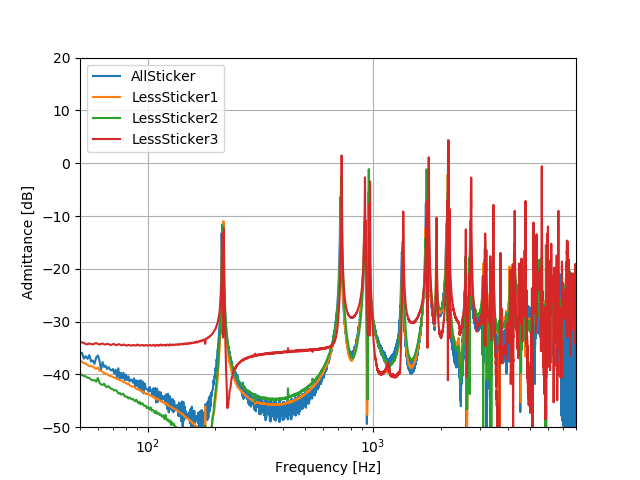 20
10
0
−10
−20
−30
−40
−50
Admittance [dB]
AllSticker
LessSticker1
LessSticker2
LessSticker3
10²
10³
Frequency [Hz]